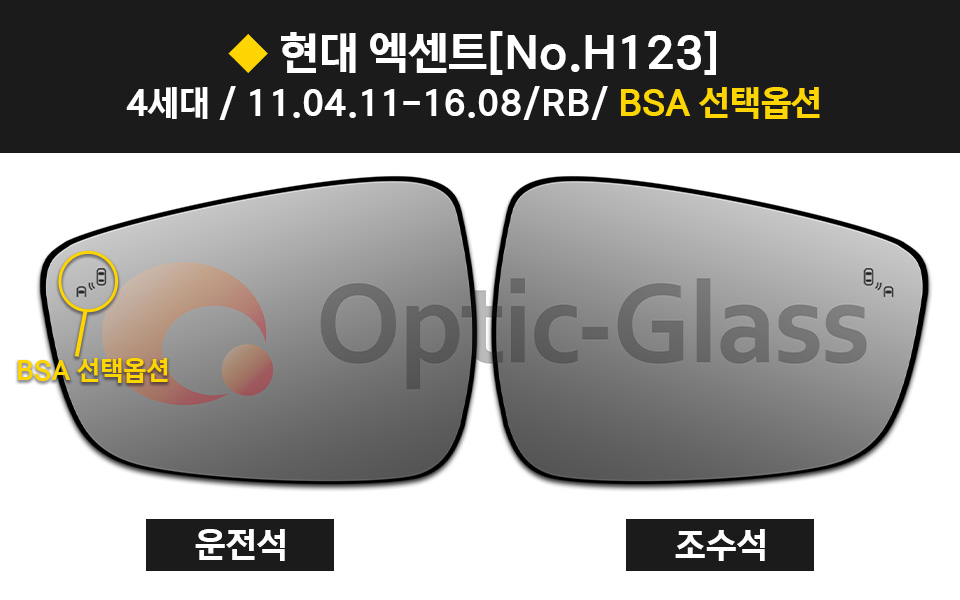 ◆ 현대 엑센트[No.H123]
4세대 / 11.04.11-16.08/RB/ BSA 선택옵션
BSA 선택옵션
Optic-Glass
운전석
조수석